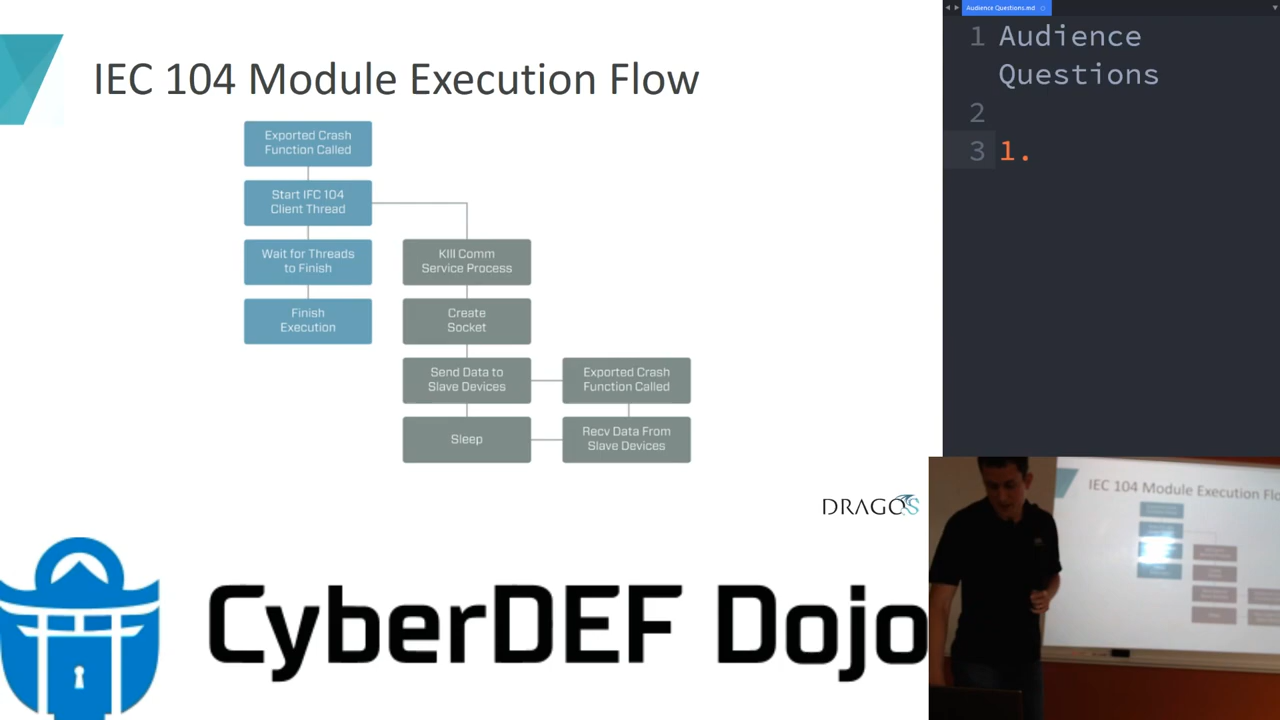 IEC 104 Module Execution Flow
Exported Crash
Function Called
Start IFC 104
Client Thread
Wait for Threads
to Finish
Finish
Execution
KIll Comm
Service Process
Create
Socket
Send Data to
Slave Devices
Sleep
Exported Crash
Function Called
Recv Data From
Slave Devices
DRAGOS
CyberDEF Dojo
Audience Questions.md
1 Audience
Questions
2
3 1.
IEC 104 Module Execution Flo